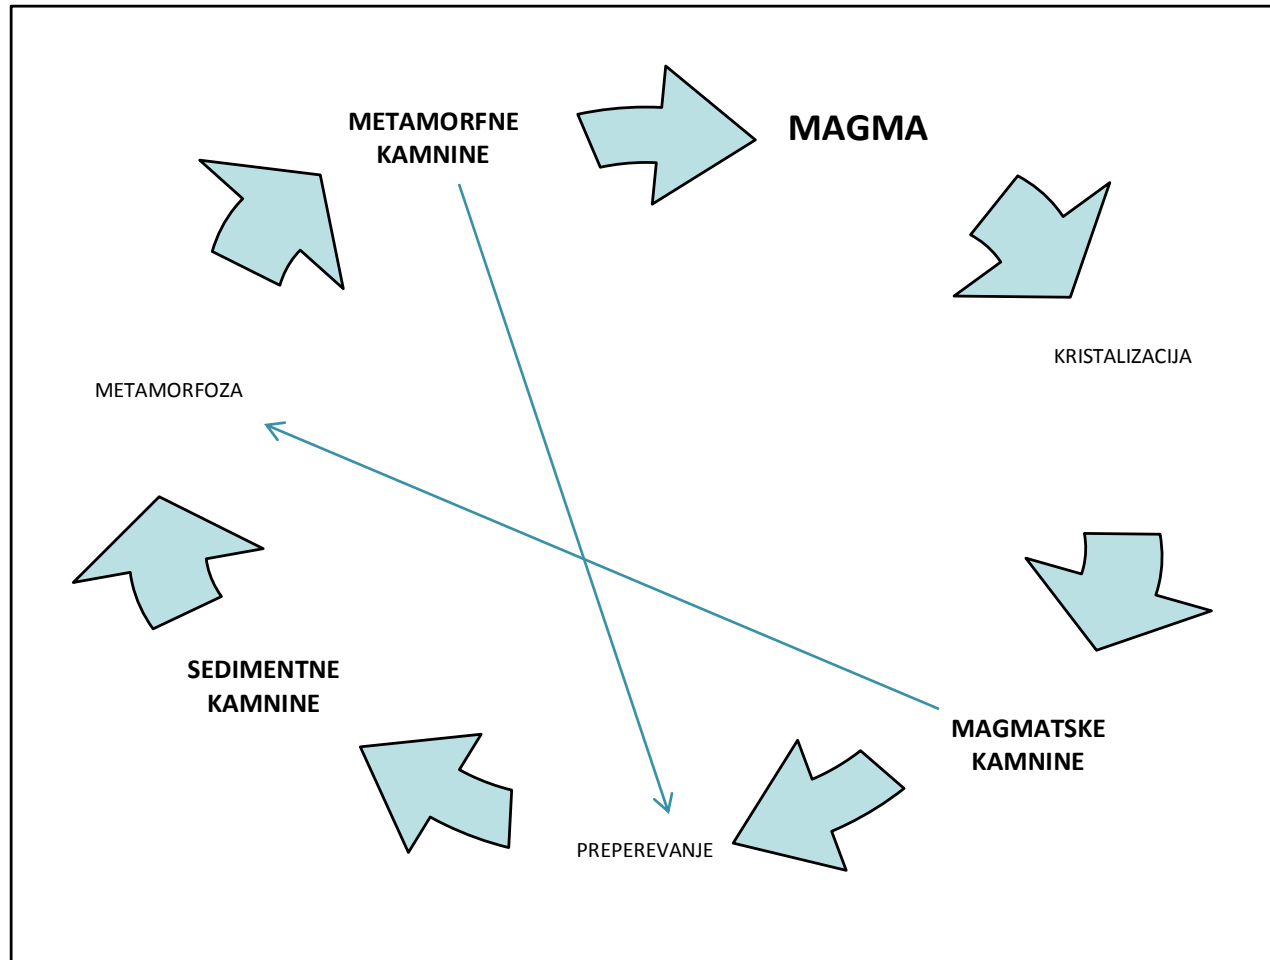 METAMORFNE
KAMNINE
MAGMA
KRISTALIZACIJA
METAMORFOZA
SEDIMENTNE
KAMNINE
MAGMATSKE
KAMNINE
PREPEREVANJE